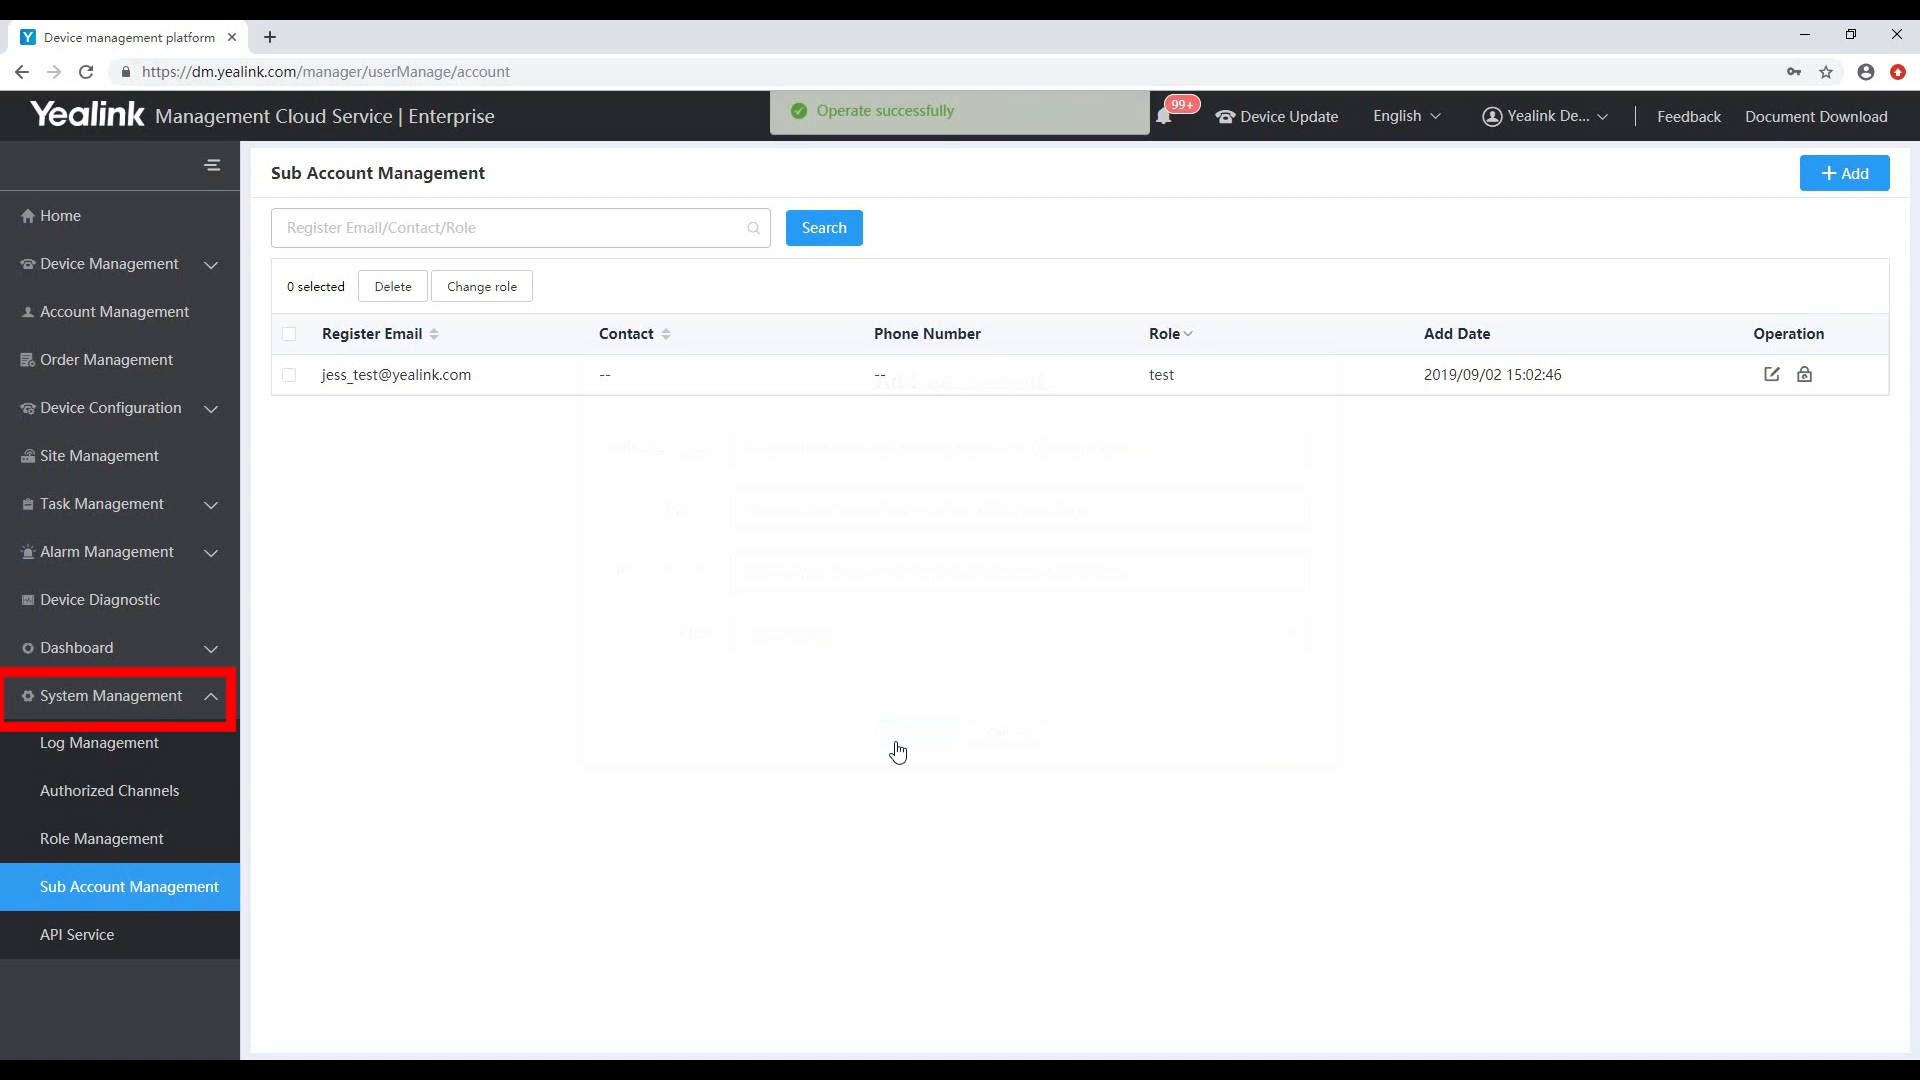 Device management platform
https://dm.yealink.com/manager/userManage/account
Yealink Management Cloud Service | Enterprise
Operate successfully
99+
Device Update
English
Yealink De...
Feedback
Document Download
Sub Account Management
Add
Home
Device Management
Account Management
Order Management
Device Configuration
Site Management
Task Management
Alarm Management
Device Diagnostic
Dashboard
System Management
Log Management
Authorized Channels
Role Management
Sub Account Management
API Service
Register Email/Contact/Role
Search
0 selected
Delete
Change role
Register Email Contact Phone Number Role Add Date Operation
jess_test@yealink.com -- -- test 2019/09/02 15:02:46